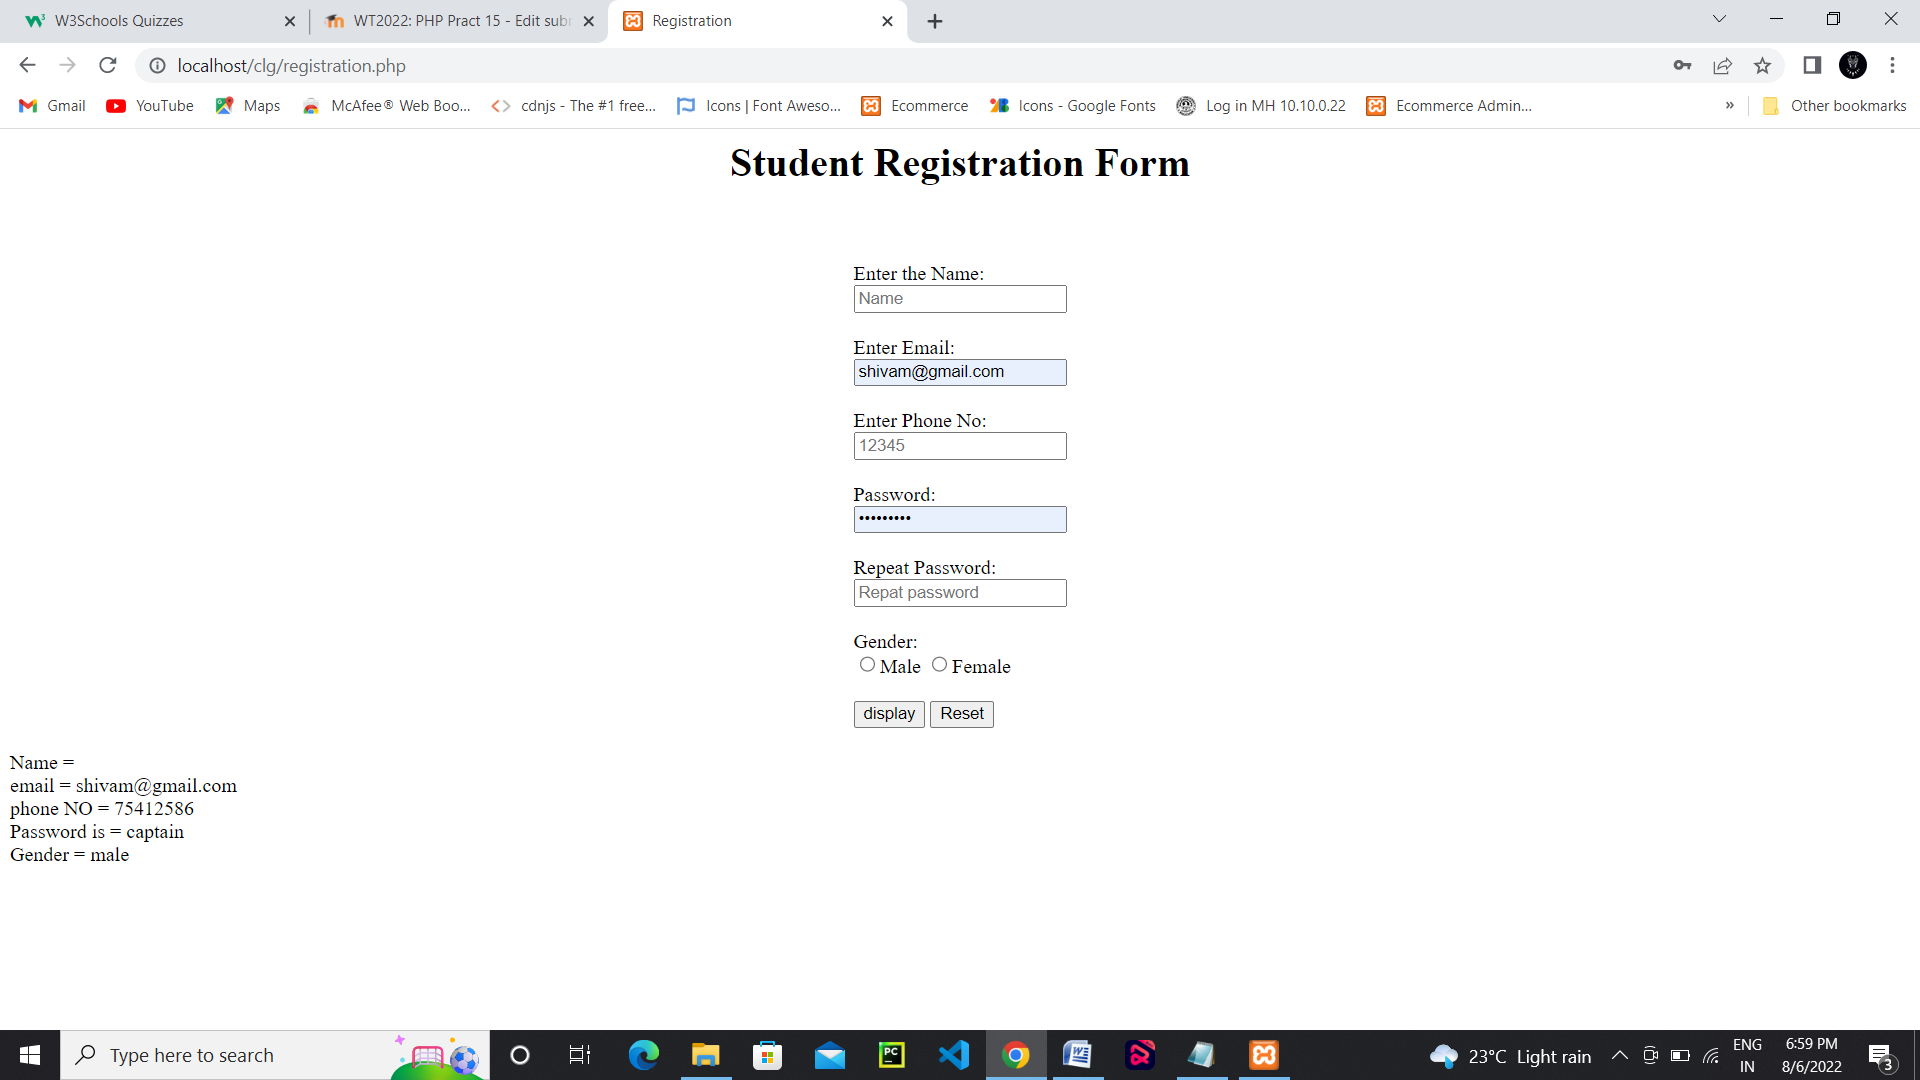 W3Schools Quizzes
WT2022: PHP Pract 15 - Edit subm
Registration
localhost/clg/registration.php
Gmail
YouTube
Maps
McAfee® Web Boo...
cdnjs - The #1 free...
Icons | Font Aweso...
Ecommerce
Icons - Google Fonts
Log in MH 10.10.0.22
Ecommerce Admin...
»
Other bookmarks
Student Registration Form
Enter the Name:
Name
Enter Email:
shivam@gmail.com
Enter Phone No:
12345
Password:
•••••••••
Repeat Password:
Repat password
Gender:
Male Female
display Reset
Name =
email = shivam@gmail.com
phone NO = 75412586
Password is = captain
Gender = male
Type here to search
PC
23°C Light rain
ENG
IN
6:59 PM
8/6/2022
3